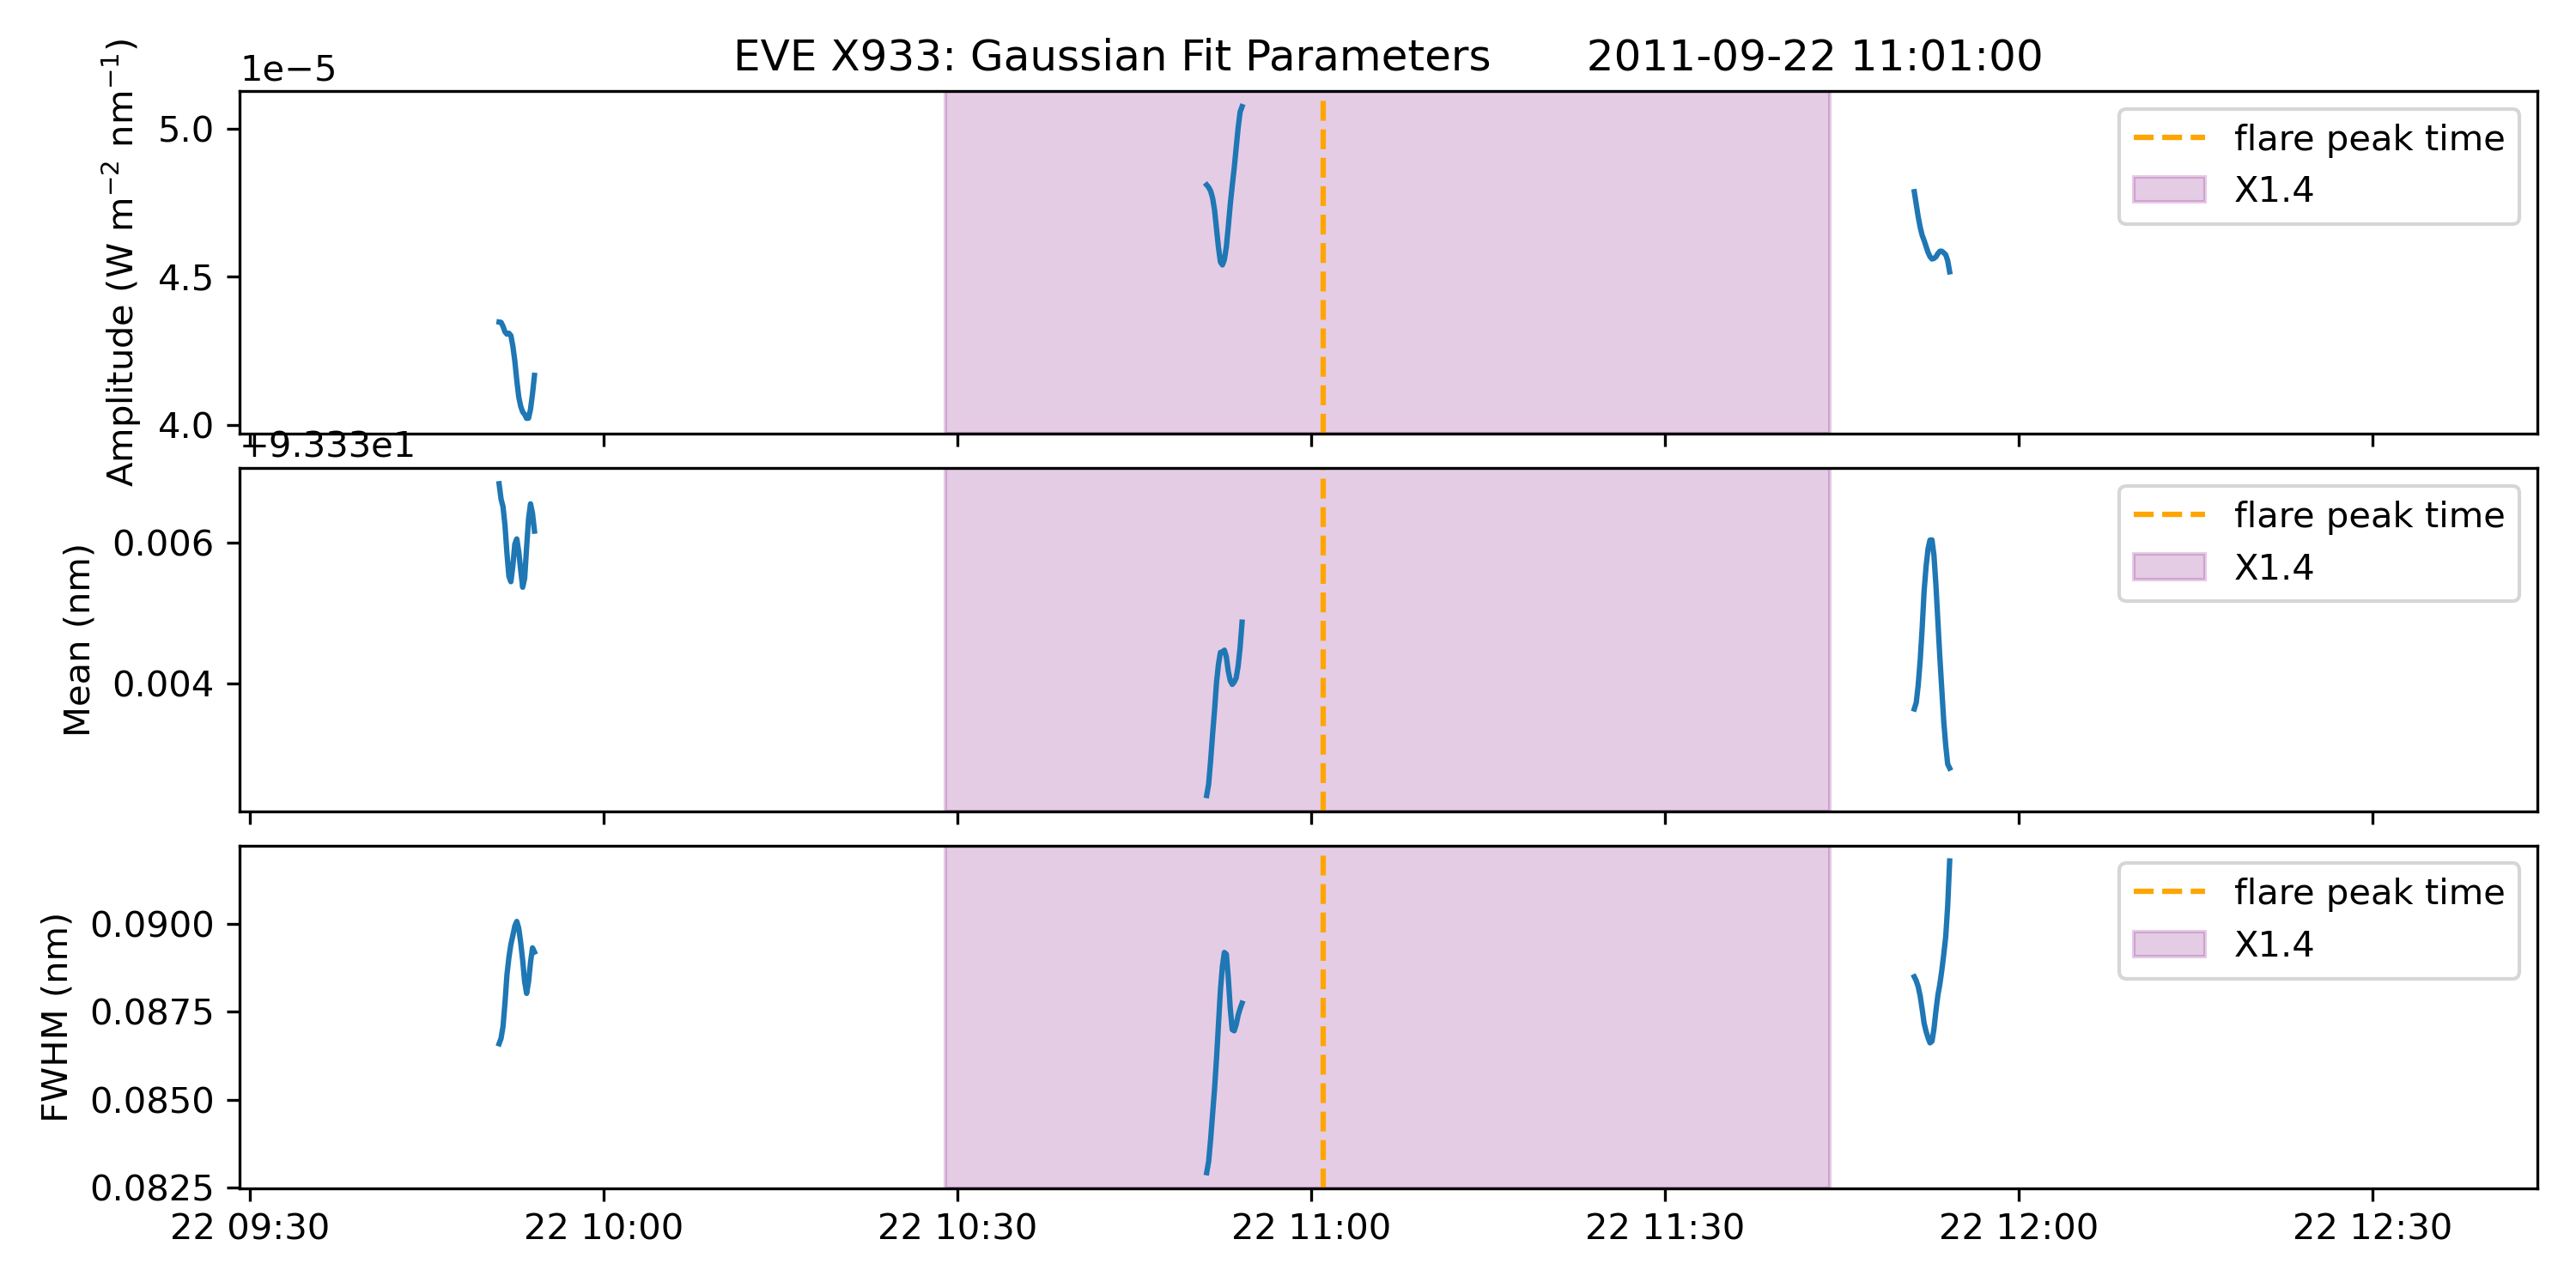 EVE X933: Gaussian Fit Parameters 2011-09-22 11:01:00
1e−5
Amplitude (W m⁻² nm⁻¹)
5.0
4.5
4.0
flare peak time
X1.4
+9.333e1
Mean (nm)
0.006
0.004
flare peak time
X1.4
FWHM (nm)
0.0900
0.0875
0.0850
0.0825
flare peak time
X1.4
22 09:30 22 10:00 22 10:30 22 11:00 22 11:30 22 12:00 22 12:30